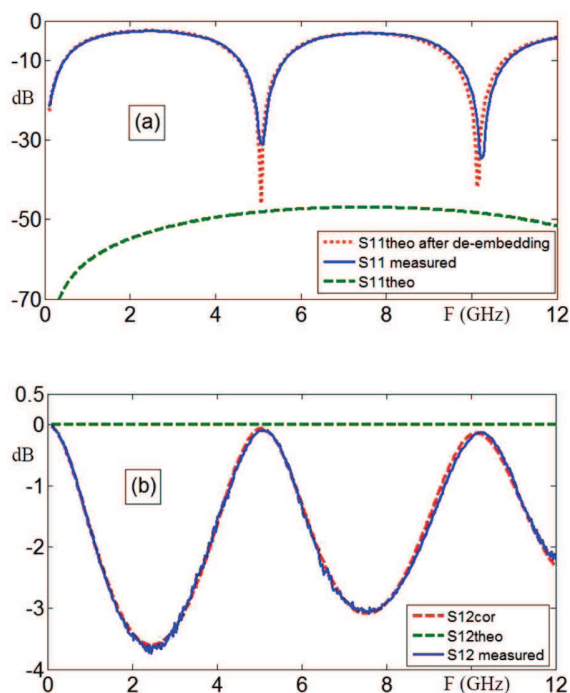 0
-10
dB
(a)
-30
-50
S11theo after de-embedding
S11 measured
S11theo
-70
0 2 4 6 8 F (GHz) 12
0.5
0
dB
-1
(b)
-2
-3
S12cor
S12theo
S12 measured
-4
0 2 4 6 8 F (GHz) 12